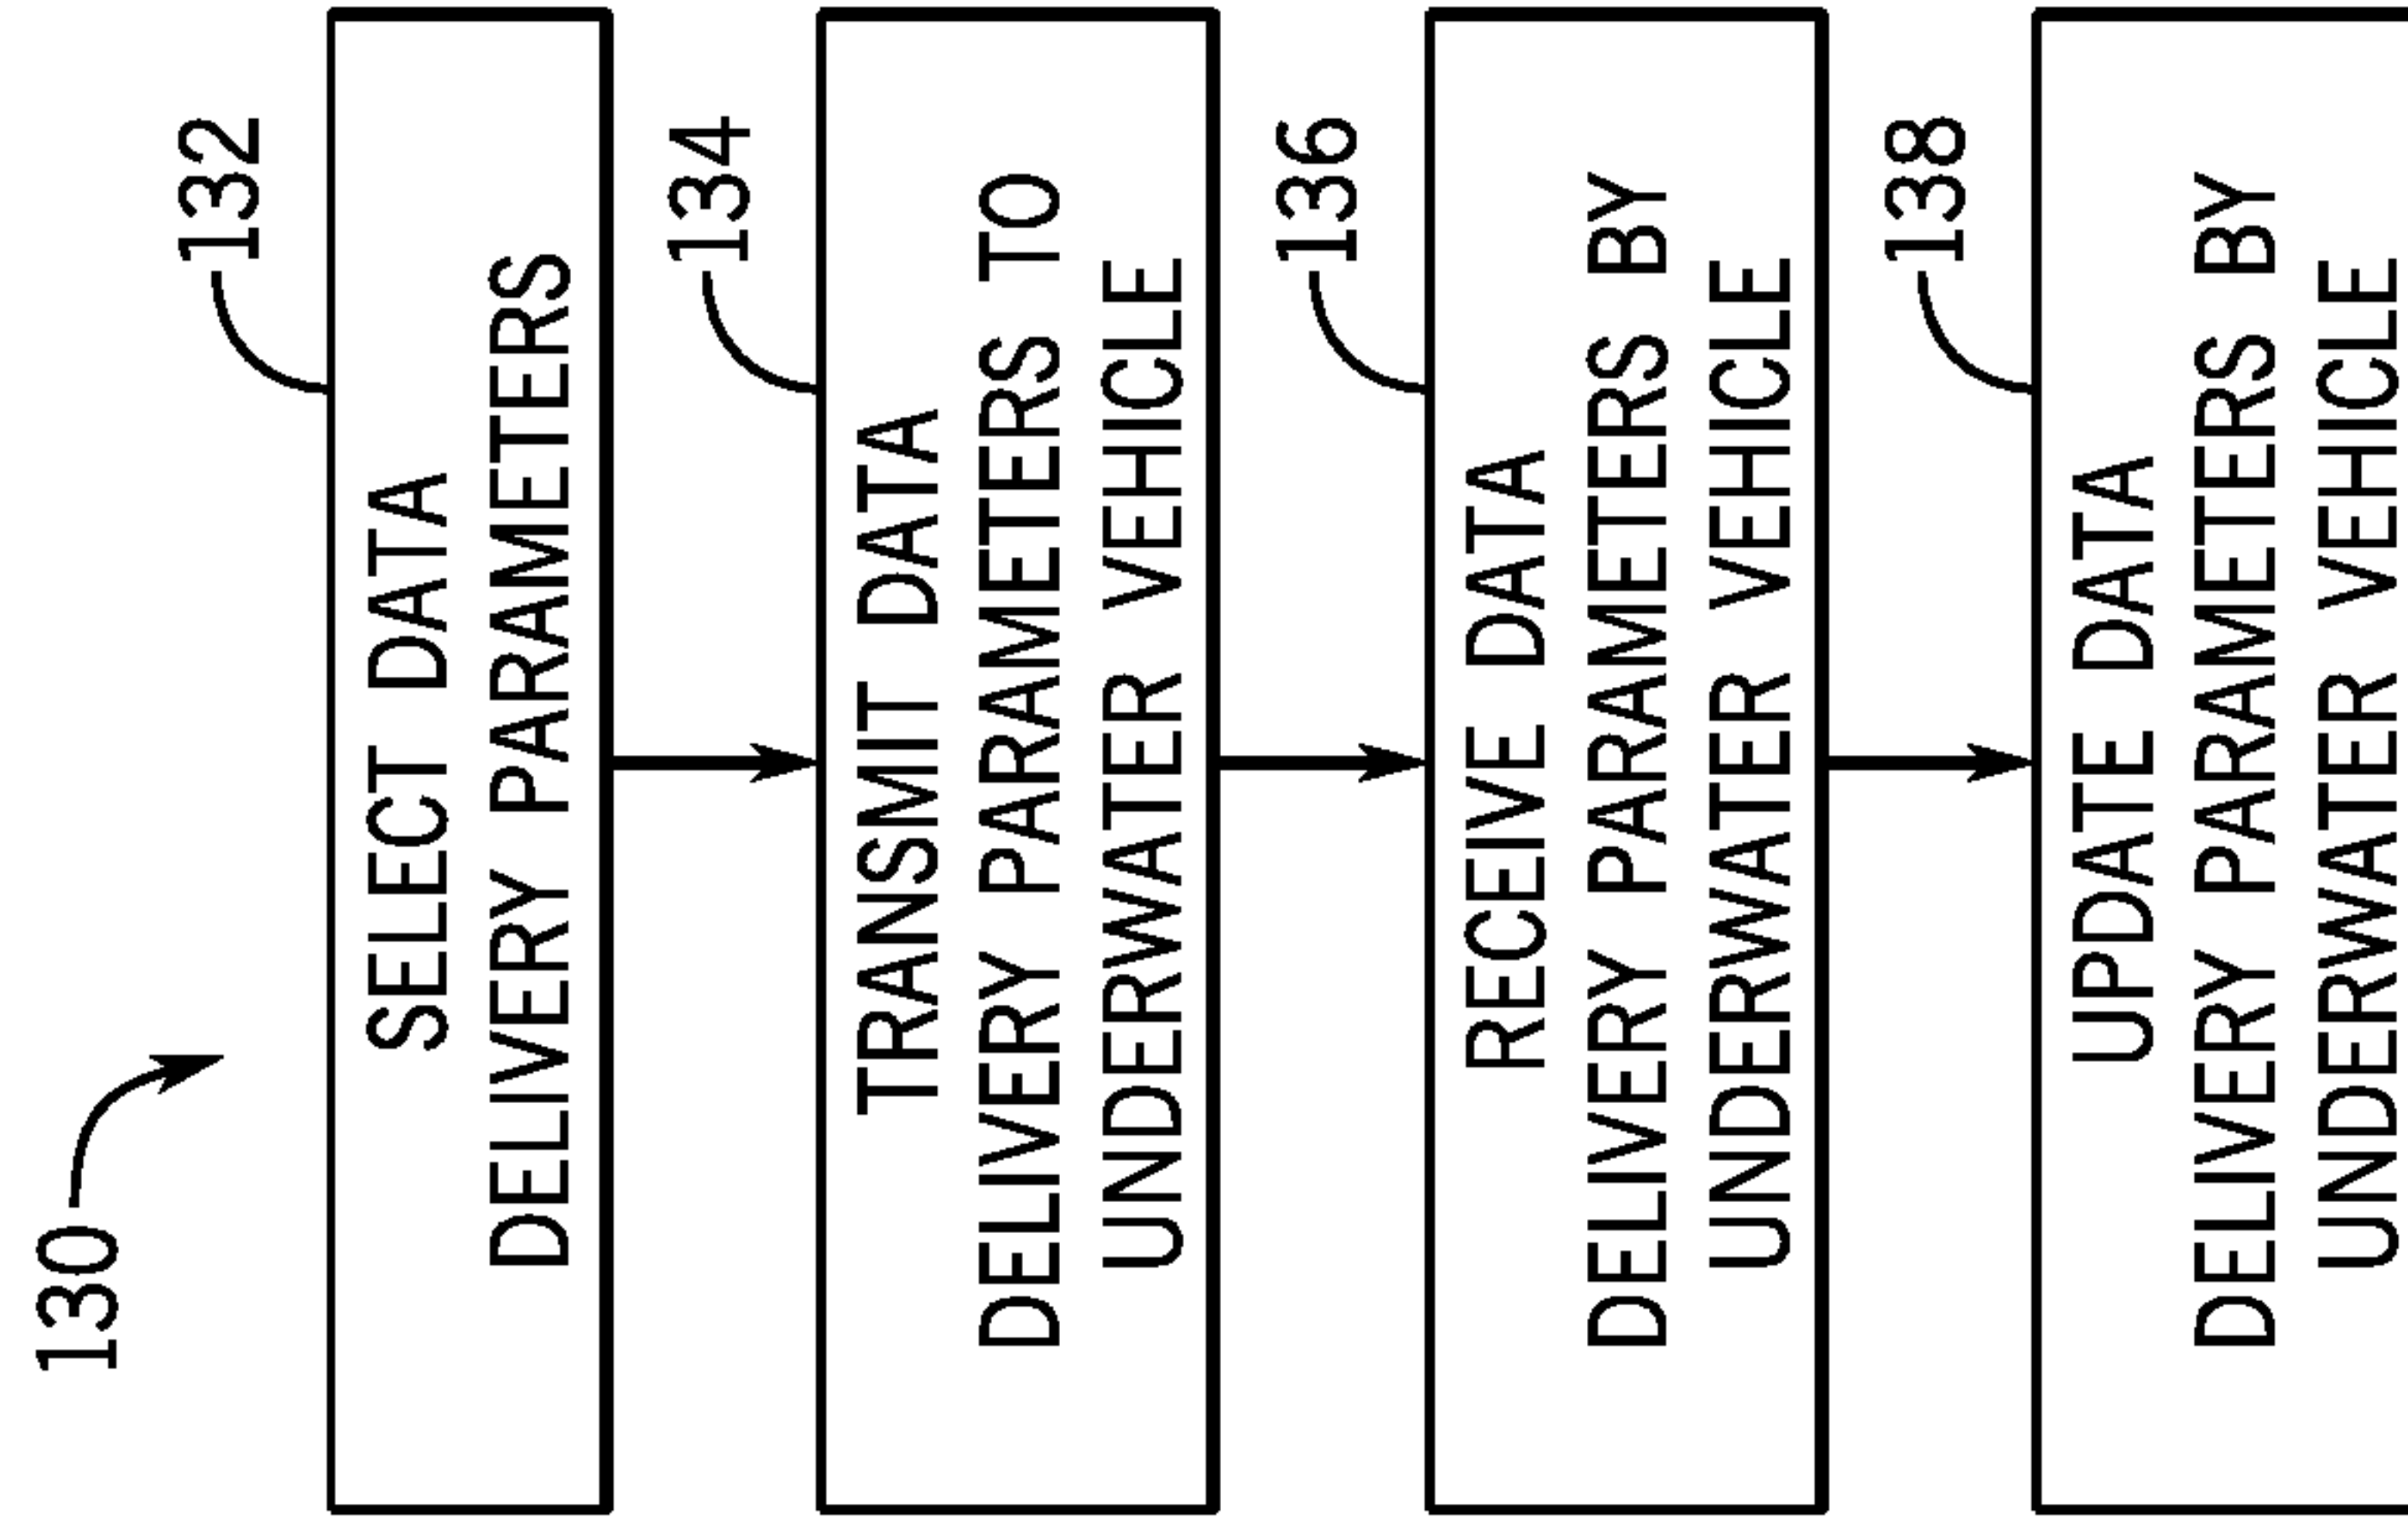 130
132
SELECT DATA
DELIVERY PARAMETERS
134
TRANSMIT DATA
DELIVERY PARAMETERS TO
UNDERWATER VEHICLE
136
RECEIVE DATA
DELIVERY PARAMETERS BY
UNDERWATER VEHICLE
138
UPDATE DATA
DELIVERY PARAMETERS BY
UNDERWATER VEHICLE